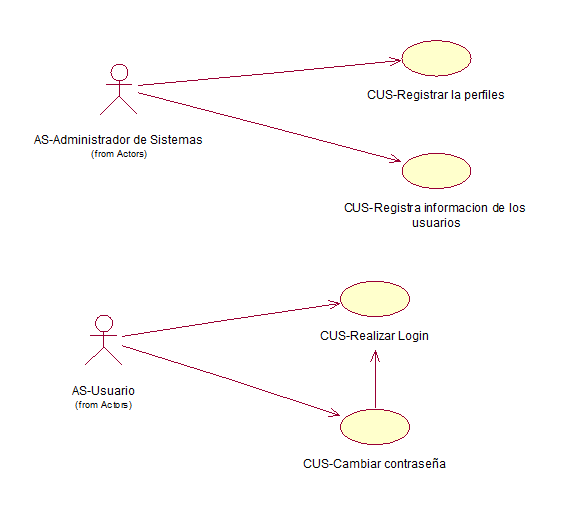 CUS-Registrar la perfiles
AS-Administrador de Sistemas
(from Actors)
CUS-Registra informacion de los
usuarios
CUS-Realizar Login
AS-Usuario
(from Actors)
CUS-Cambiar contraseña